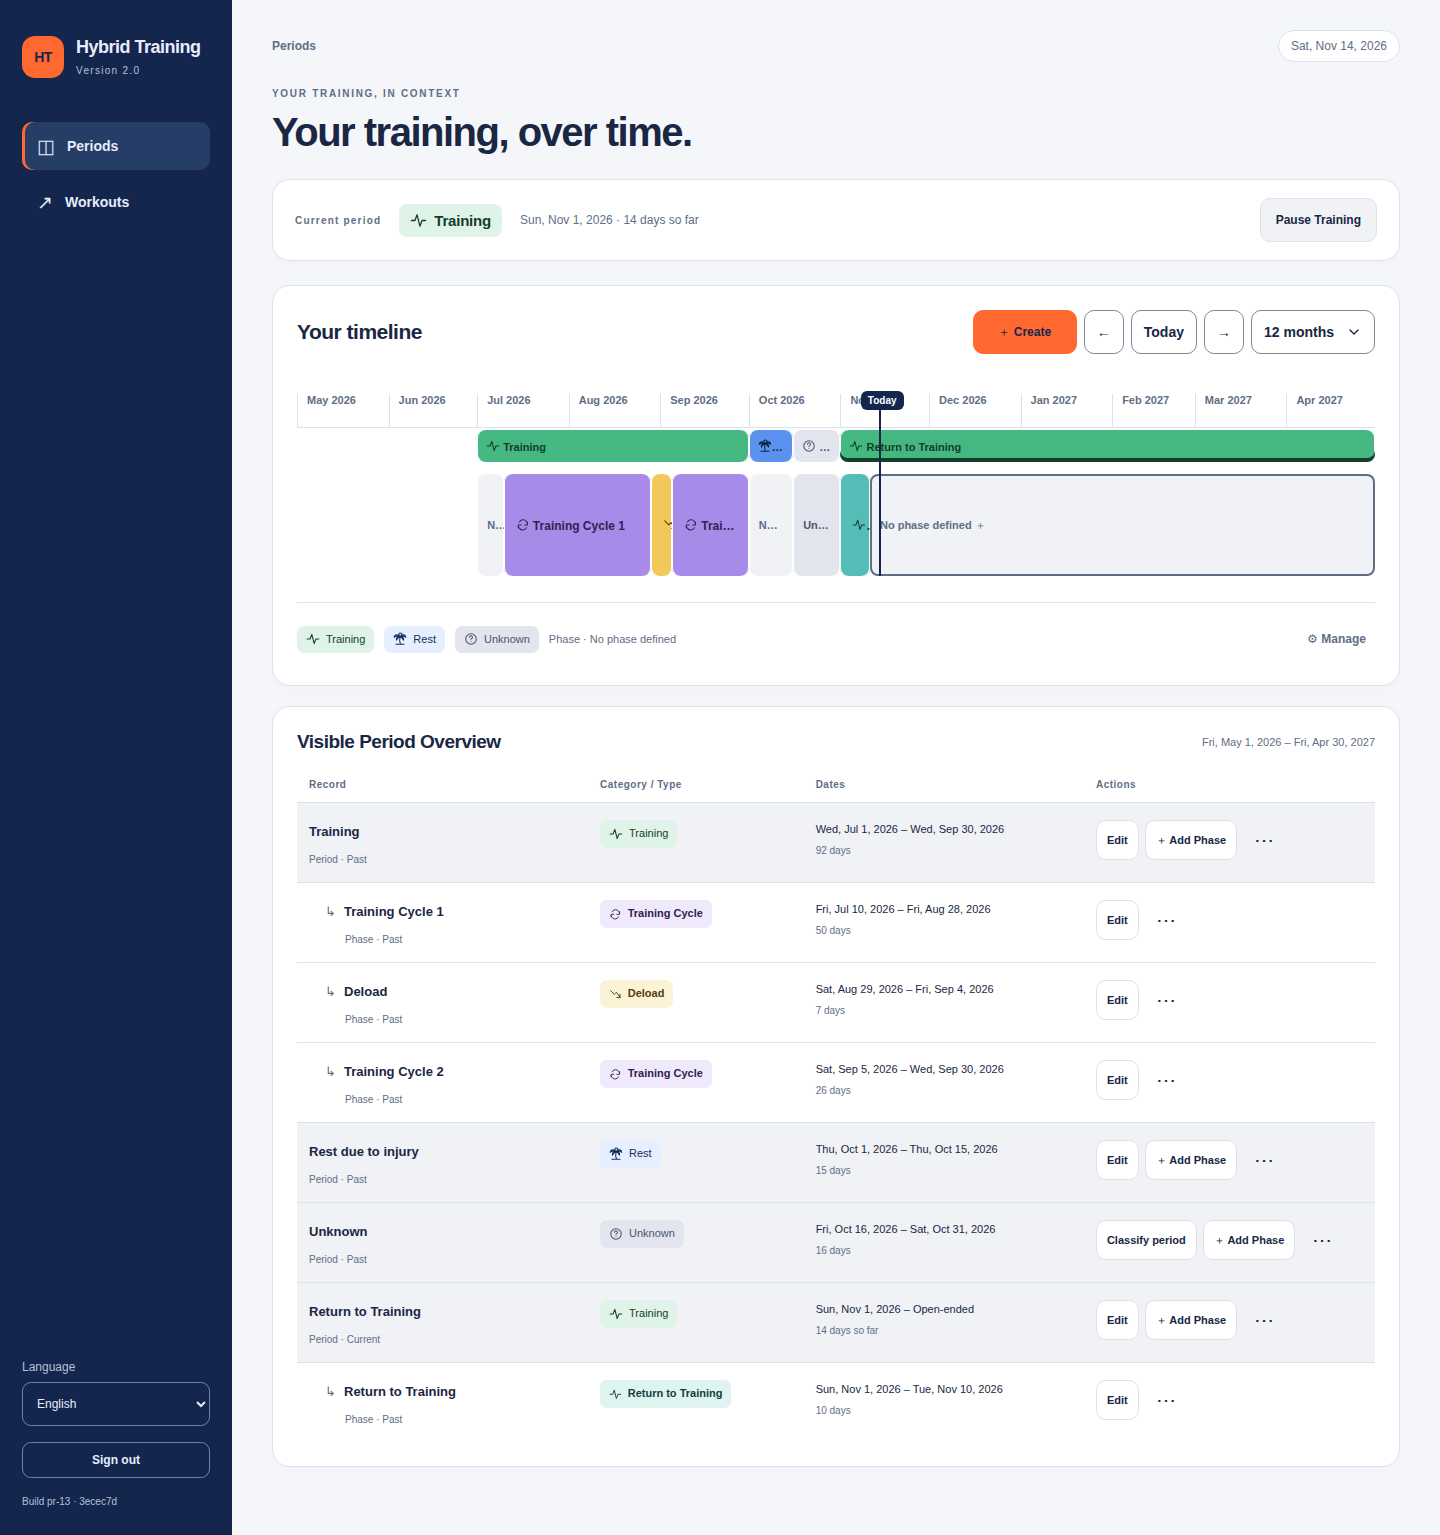 HT
Hybrid Training
Version 2.0
Periods
Workouts
Language
English
Sign out
Build pr-13 · 3ecec7d
Periods
Sat, Nov 14, 2026
YOUR TRAINING, IN CONTEXT
Your training, over time.
Current period
Training
Sun, Nov 1, 2026 · 14 days so far
Pause Training
Your timeline
+ Create
←
Today
→
12 months
May 2026
Jun 2026
Jul 2026
Aug 2026
Sep 2026
Oct 2026
Today
Dec 2026
Jan 2027
Feb 2027
Mar 2027
Apr 2027
Training
...
...
Return to Training
N...
Training Cycle 1
Trai...
N...
Un...
No phase defined +
Training
Rest
Unknown
Phase · No phase defined
⚙ Manage
Visible Period Overview
Fri, May 1, 2026 – Fri, Apr 30, 2027
Record Category / Type Dates Actions
Training
Period · Past
Training
Wed, Jul 1, 2026 – Wed, Sep 30, 2026
92 days
Edit
+ Add Phase
···
↳ Training Cycle 1
Phase · Past
Training Cycle
Fri, Jul 10, 2026 – Fri, Aug 28, 2026
50 days
Edit
···
↳ Deload
Phase · Past
Deload
Sat, Aug 29, 2026 – Fri, Sep 4, 2026
7 days
Edit
···
↳ Training Cycle 2
Phase · Past
Training Cycle
Sat, Sep 5, 2026 – Wed, Sep 30, 2026
26 days
Edit
···
Rest due to injury
Period · Past
Rest
Thu, Oct 1, 2026 – Thu, Oct 15, 2026
15 days
Edit
+ Add Phase
···
Unknown
Period · Past
Unknown
Fri, Oct 16, 2026 – Sat, Oct 31, 2026
16 days
Classify period
+ Add Phase
···
Return to Training
Period · Current
Training
Sun, Nov 1, 2026 – Open-ended
14 days so far
Edit
+ Add Phase
···
↳ Return to Training
Phase · Past
Return to Training
Sun, Nov 1, 2026 – Tue, Nov 10, 2026
10 days
Edit
···